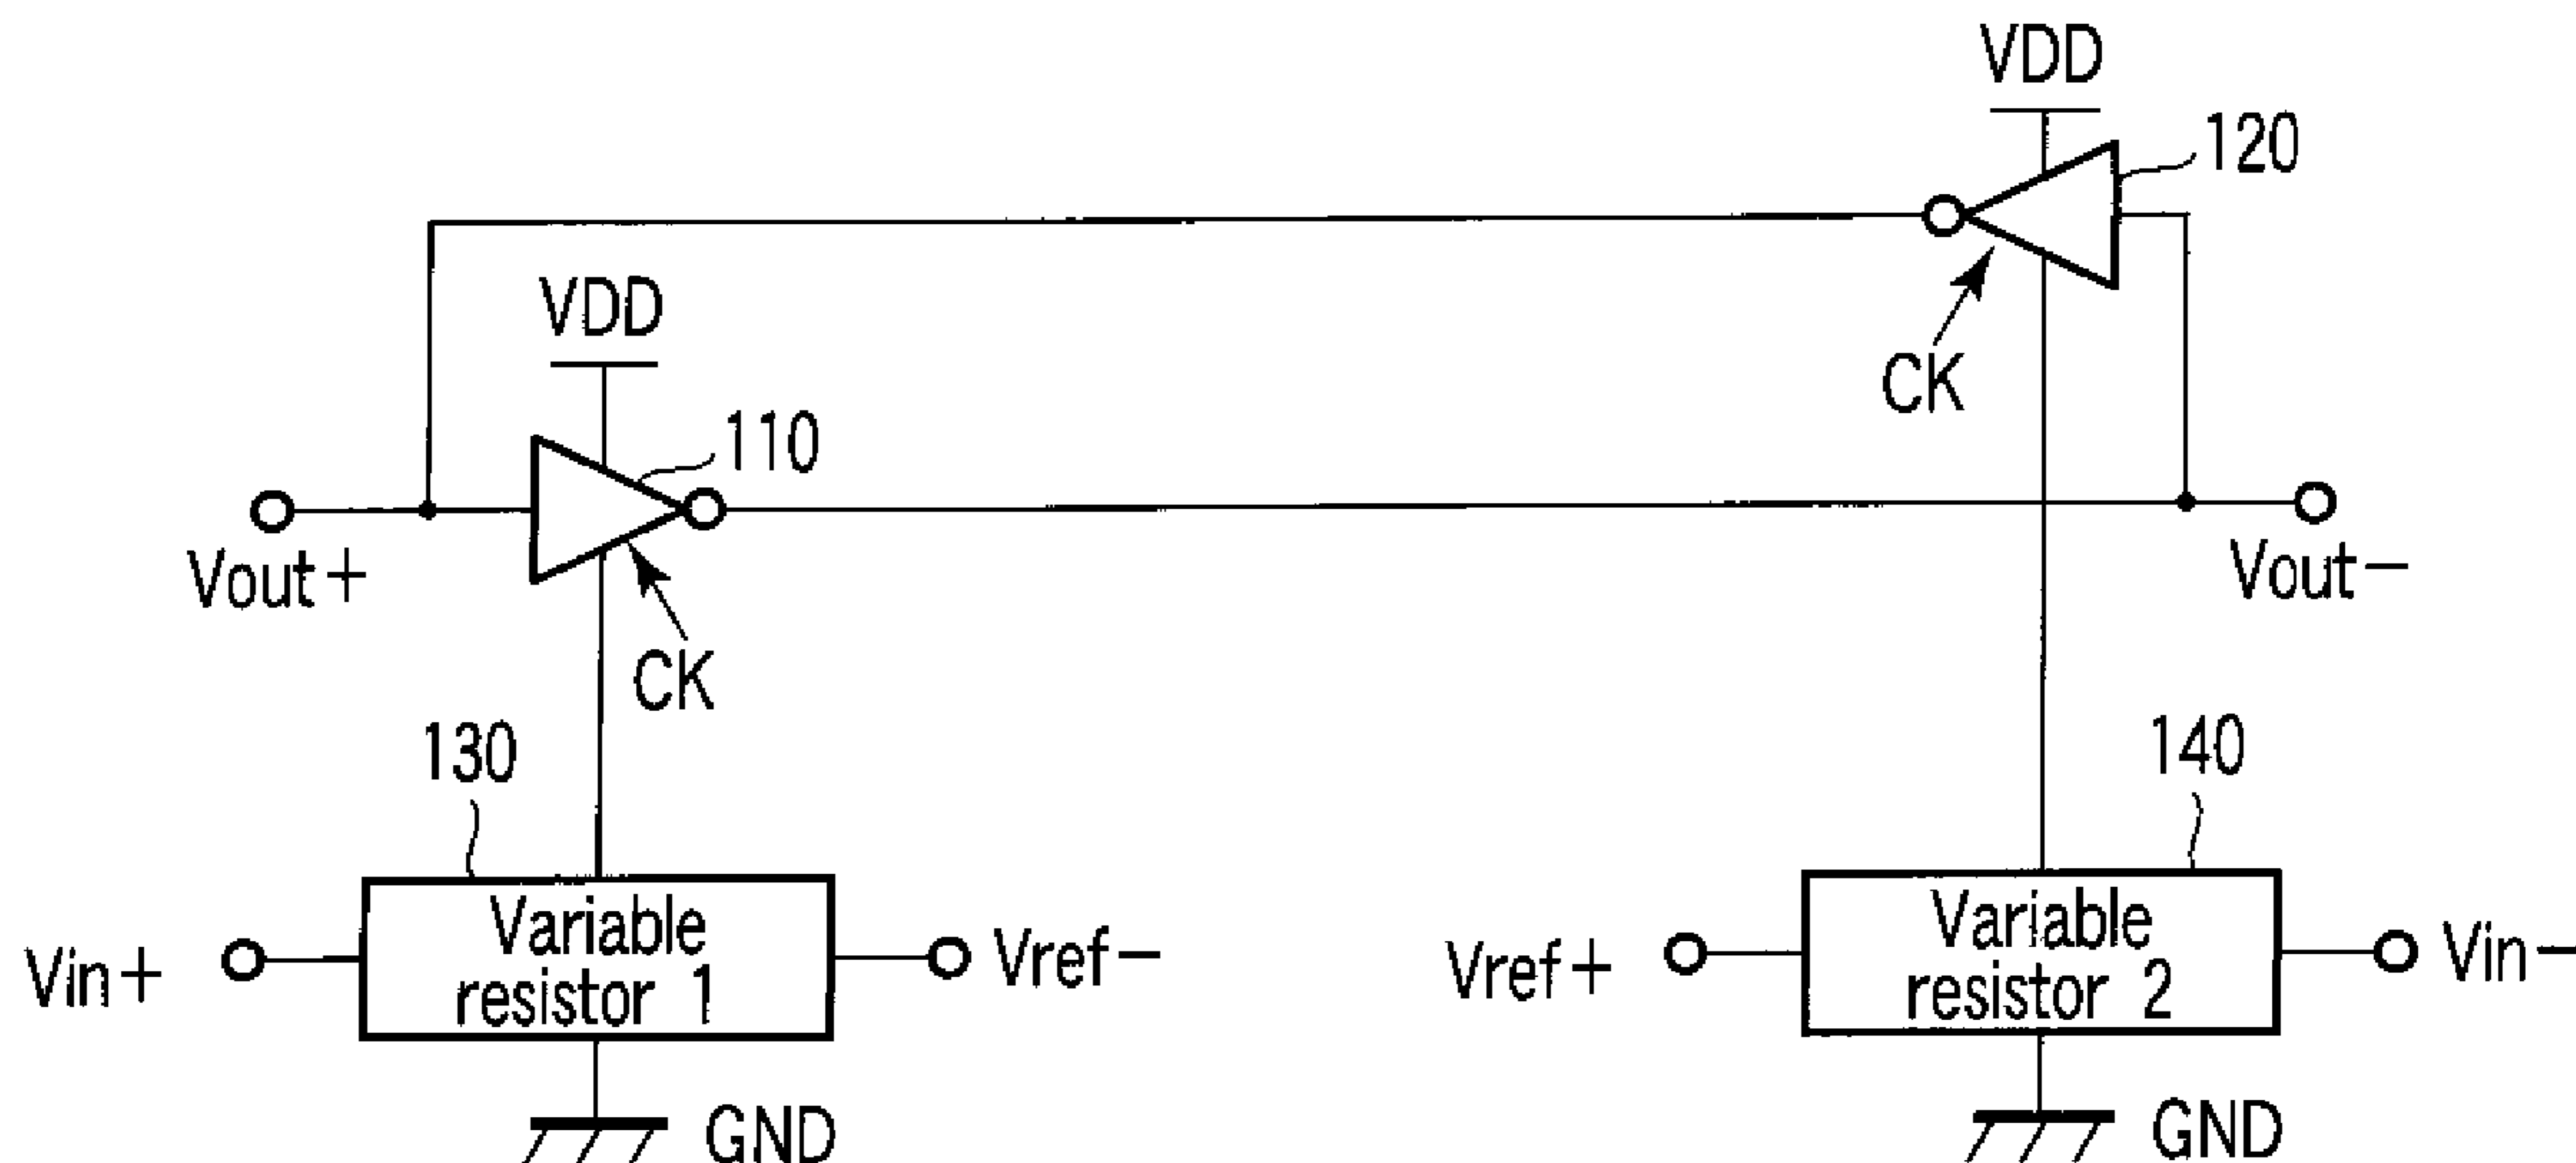 VDD
120
VDD
CK
110
Vout+
Vout−
CK
130
140
Variable
resistor 1
Vin+
Vref−
Variable
resistor 2
Vref+
Vin−
GND
GND